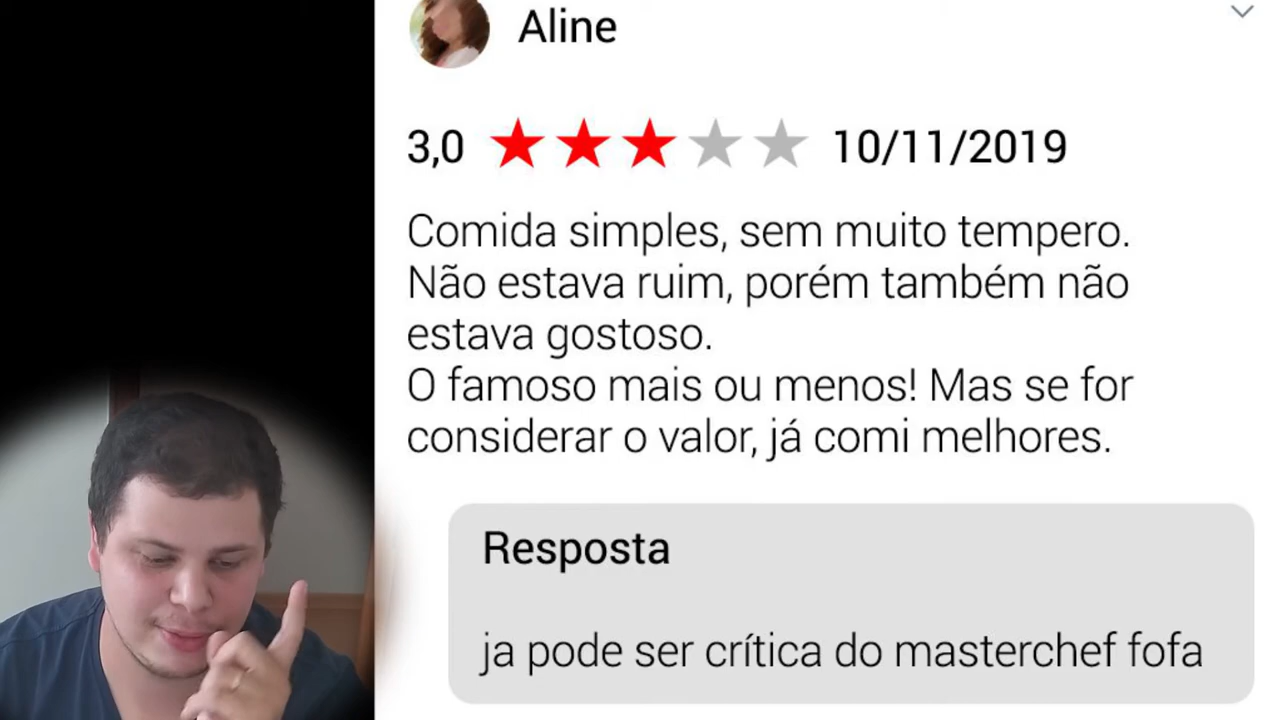 Aline
3,0 10/11/2019
Comida simples, sem muito tempero.
Não estava ruim, porém também não
estava gostoso.
O famoso mais ou menos! Mas se for
considerar o valor, já comi melhores.
Resposta
ja pode ser crítica do masterchef fofa